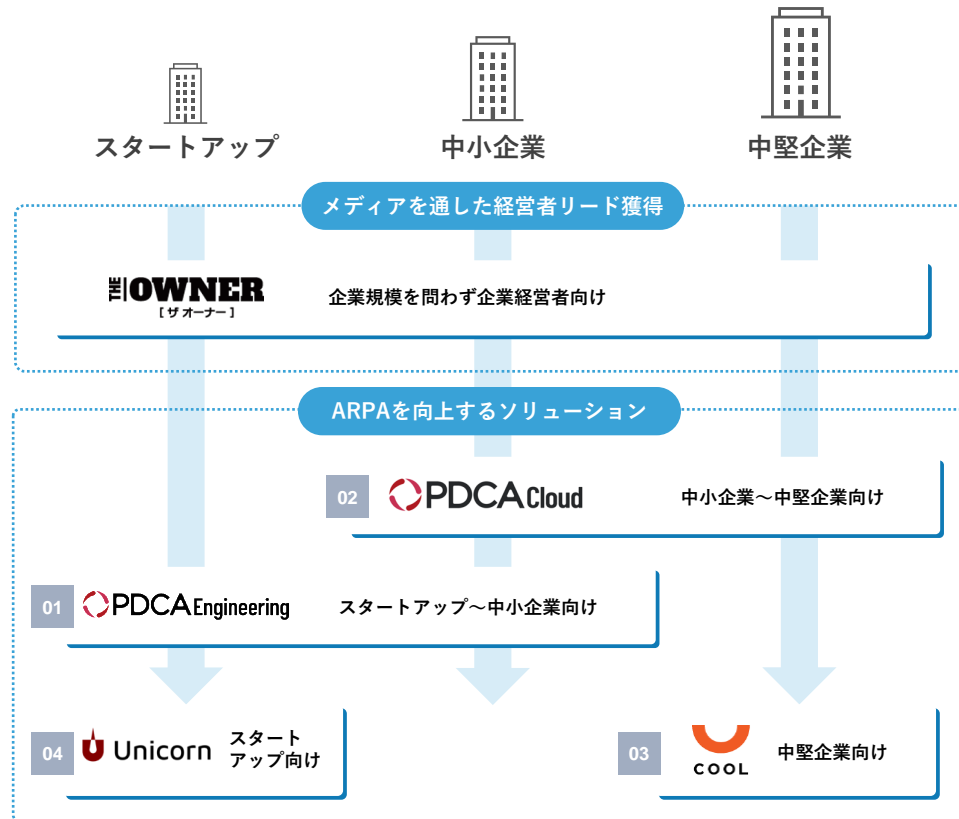 スタートアップ
中小企業
中堅企業
メディアを通した経営者リード獲得
THE OWNER
[ ザ オーナー ]
企業規模を問わず企業経営者向け
ARPAを向上するソリューション
02
PDCA Cloud
中小企業～中堅企業向け
01
PDCA Engineering
スタートアップ～中小企業向け
04
Unicorn
スタート
アップ向け
03
COOL
中堅企業向け